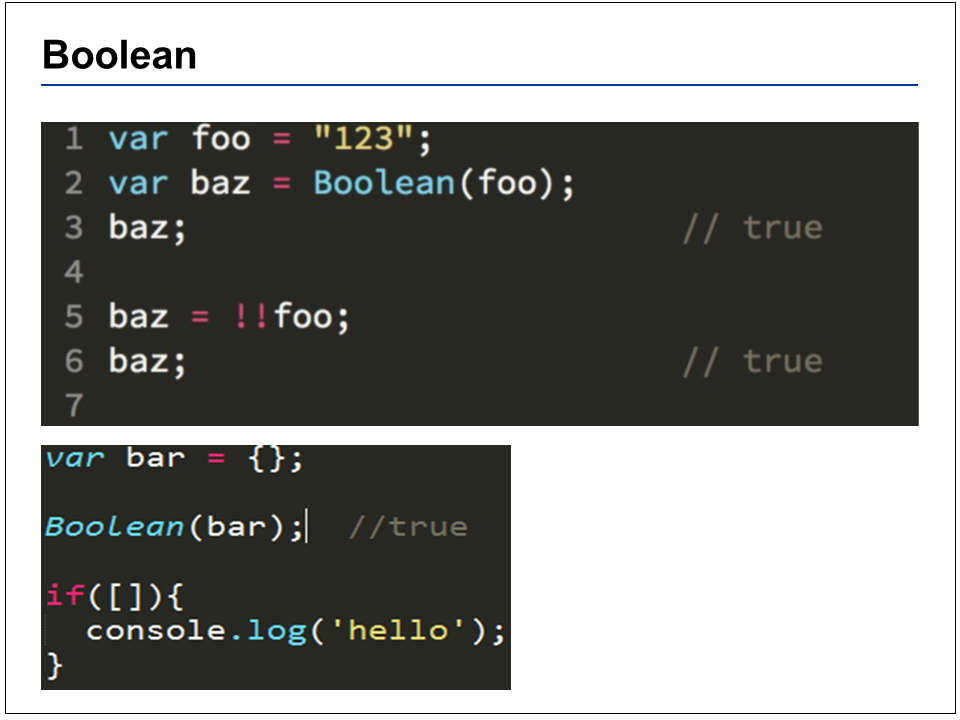 Boolean
1 var foo = "123";
2 var baz = Boolean(foo);
3 baz; // true
4
5 baz = !!foo;
6 baz; // true
7
var bar = {};
Boolean(bar); //true
if([]){
console.log('hello');
}